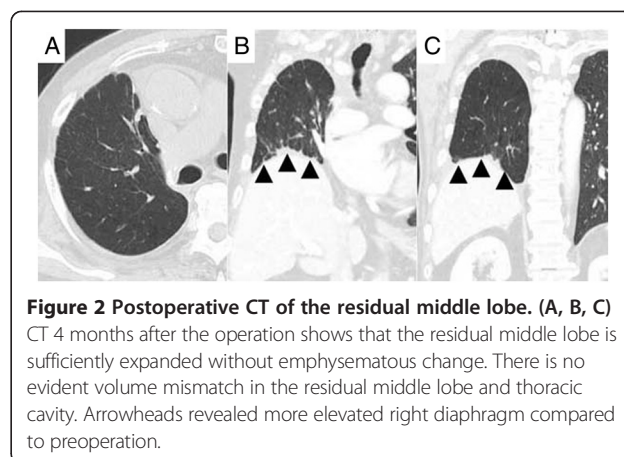 A B C
Figure 2 Postoperative CT of the residual middle lobe. (A, B, C)
CT 4 months after the operation shows that the residual middle lobe is
sufficiently expanded without emphysematous change. There is no
evident volume mismatch in the residual middle lobe and thoracic
cavity. Arrowheads revealed more elevated right diaphragm compared
to preoperation.